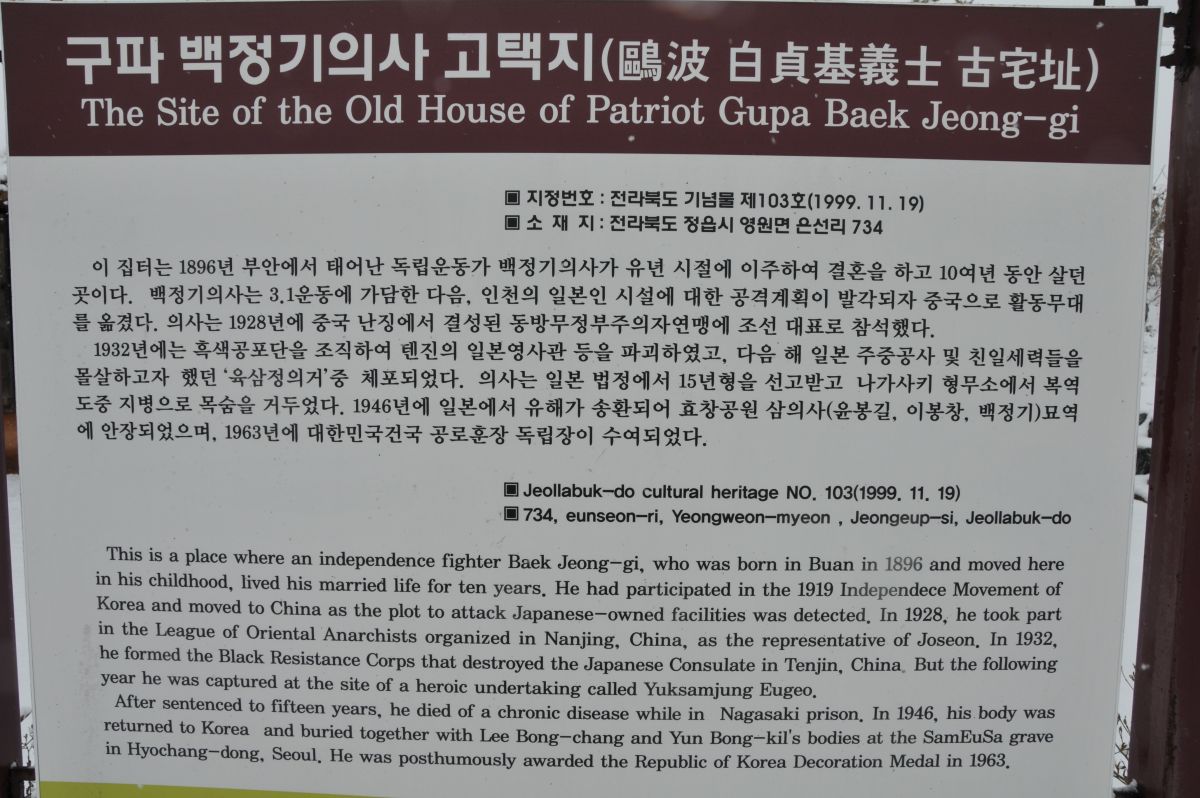 구파 백정기의사 고택지(鷗波 白貞基義士 古宅址)
The Site of the Old House of Patriot Gupa Baek Jeong-gi
▣ 지정번호 : 전라북도 기념물 제103호(1999. 11. 19)
▣ 소 재 지 : 전라북도 정읍시 영원면 은선리 734
이 집터는 1896년 부안에서 태어난 독립운동가 백정기의사가 유년 시절에 이주하여 결혼을 하고 10여년 동안 살던
곳이다. 백정기의사는 3.1운동에 가담한 다음, 인천의 일본인 시설에 대한 공격계획이 발각되자 중국으로 활동무대
를 옮겼다. 의사는 1928년에 중국 난징에서 결성된 동방무정부주의자연맹에 조선 대표로 참석했다.
1932년에는 흑색공포단을 조직하여 텐진의 일본영사관 등을 파괴하였고, 다음 해 일본 주중공사 및 친일세력들을
몰살하고자 했던 '육삼정의거'중 체포되었다. 의사는 일본 법정에서 15년형을 선고받고 나가사키 형무소에서 복역
도중 지병으로 목숨을 거두었다. 1946년에 일본에서 유해가 송환되어 효창공원 삼의사(윤봉길, 이봉창, 백정기)묘역
에 안장되었으며, 1963년에 대한민국건국 공로훈장 독립장이 수여되었다.
▣ Jeollabuk-do cultural heritage NO. 103(1999. 11. 19)
▣ 734, eunseon-ri, Yeongweon-myeon , Jeongeup-si, Jeollabuk-do
This is a place where an independence fighter Baek Jeong-gi, who was born in Buan in 1896 and moved here
in his childhood, lived his married life for ten years. He had participated in the 1919 Independece Movement of
Korea and moved to China as the plot to attack Japanese-owned facilities was detected. In 1928, he took part
in the League of Oriental Anarchists organized in Nanjing, China, as the representative of Joseon. In 1932,
he formed the Black Resistance Corps that destroyed the Japanese Consulate in Tenjin, China. But the following
year he was captured at the site of a heroic undertaking called Yuksamjung Eugeo.
After sentenced to fifteen years, he died of a chronic disease while in Nagasaki prison. In 1946, his body was
returned to Korea and buried together with Lee Bong-chang and Yun Bong-kil's bodies at the SamEuSa grave
in Hyochang-dong, Seoul. He was posthumously awarded the Republic of Korea Decoration Medal in 1963.